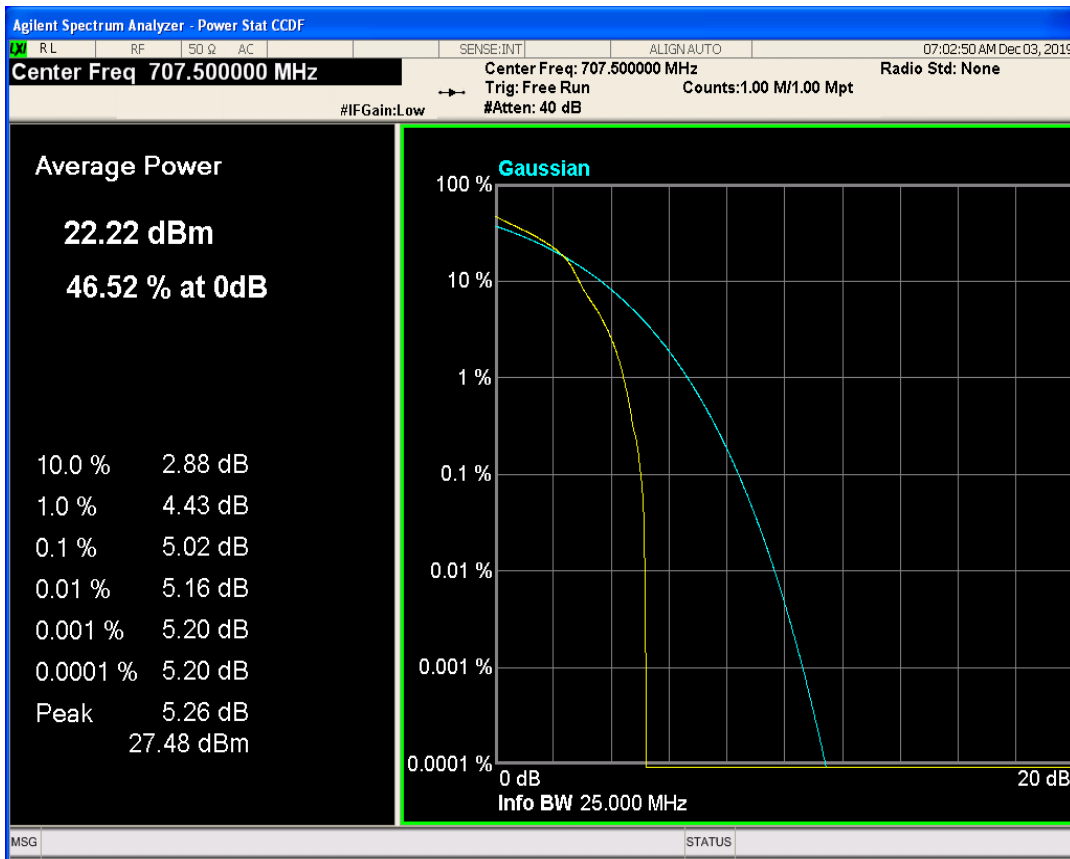 Agilent Spectrum Analyzer - Power Stat CCDF
LXI RL RF 50 Ω AC SENSE:INT ALIGN AUTO 07:02:50 AM Dec 03, 2019
Center Freq 707.500000 MHz
Center Freq: 707.500000 MHz Radio Std: None
Trig: Free Run Counts:1.00 M/1.00 Mpt
#IFGain:Low #Atten: 40 dB
Average Power
22.22 dBm
46.52 % at 0dB
10.0 % 2.88 dB
1.0 % 4.43 dB
0.1 % 5.02 dB
0.01 % 5.16 dB
0.001 % 5.20 dB
0.0001 % 5.20 dB
Peak 5.26 dB
27.48 dBm
Gaussian
100 %
10 %
1 %
0.1 %
0.01 %
0.001 %
0.0001 %
0 dB 20 dB
Info BW 25.000 MHz
MSG STATUS